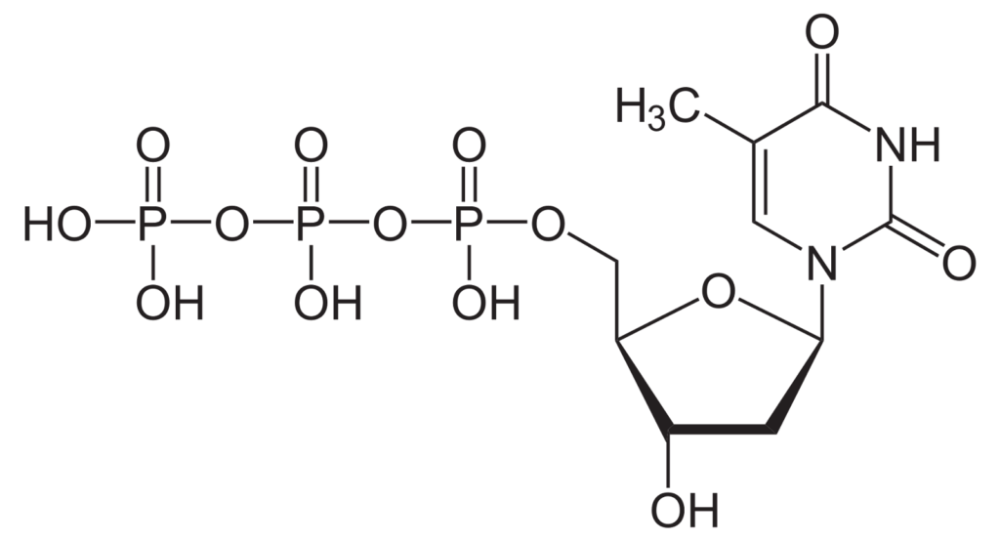 O
H₃C
NH
O O O
HO P O P O P O
N
O
OH OH OH
O
OH